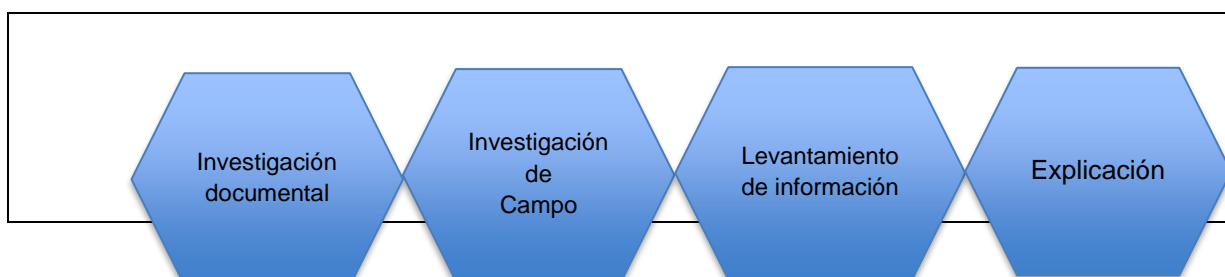 Investigación
documental
Investigación
de
Campo
Levantamiento
de información
Explicación